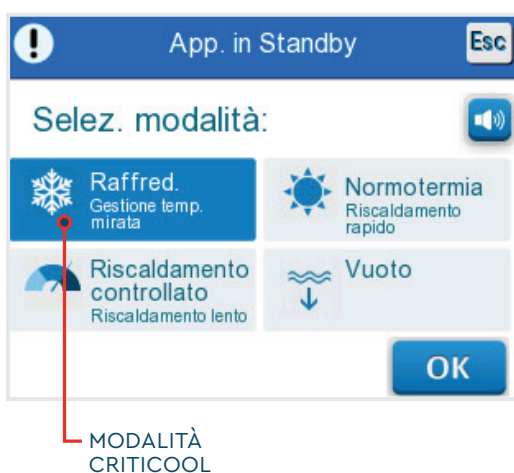 App. in Standby
Esc
Selez. modalità:
Raffred.
Gestione temp.
mirata
Normotermia
Riscaldamento
rapido
Riscaldamento
controllato
Riscaldamento lento
Vuoto
OK
MODALITÀ
CRITICOOL